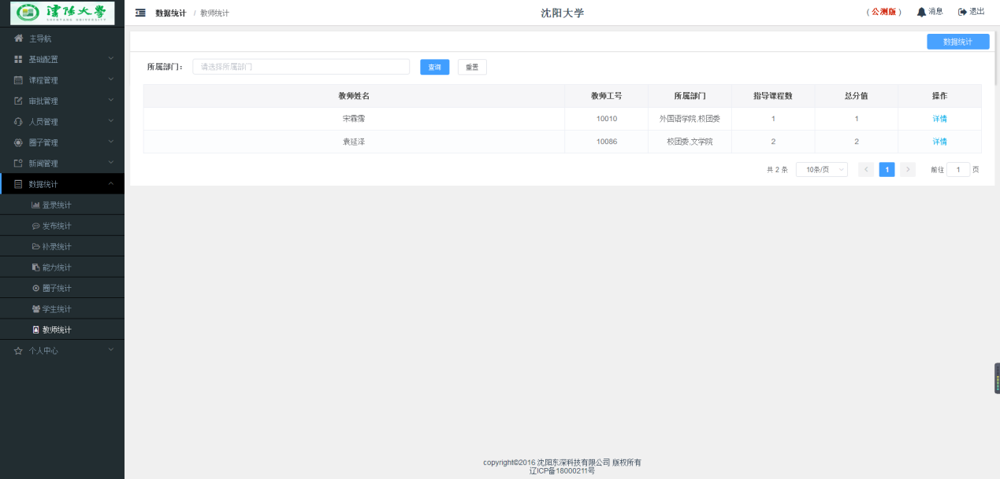 沈阳大学
SHENYANG UNIVERSITY
数据统计 / 教师统计
沈阳大学
( 公测版 )
消息
退出
主导航
基础配置
课程管理
审批管理
人员管理
圈子管理
新闻管理
数据统计
登录统计
发布统计
补录统计
能力统计
圈子统计
学生统计
教师统计
个人中心
数据统计
所属部门： 请选择所属部门 查询 重置
教师姓名 教师工号 所属部门 指导课程数 总分值 操作
宋霖霈 10010 外国语学院,校团委 1 1 详情
袁延泽 10086 校团委,文学院 2 2 详情
共 2 条 10条/页 < 1 > 前往 1 页
copyright©2016 沈阳东深科技有限公司 版权所有
辽ICP备18000211号